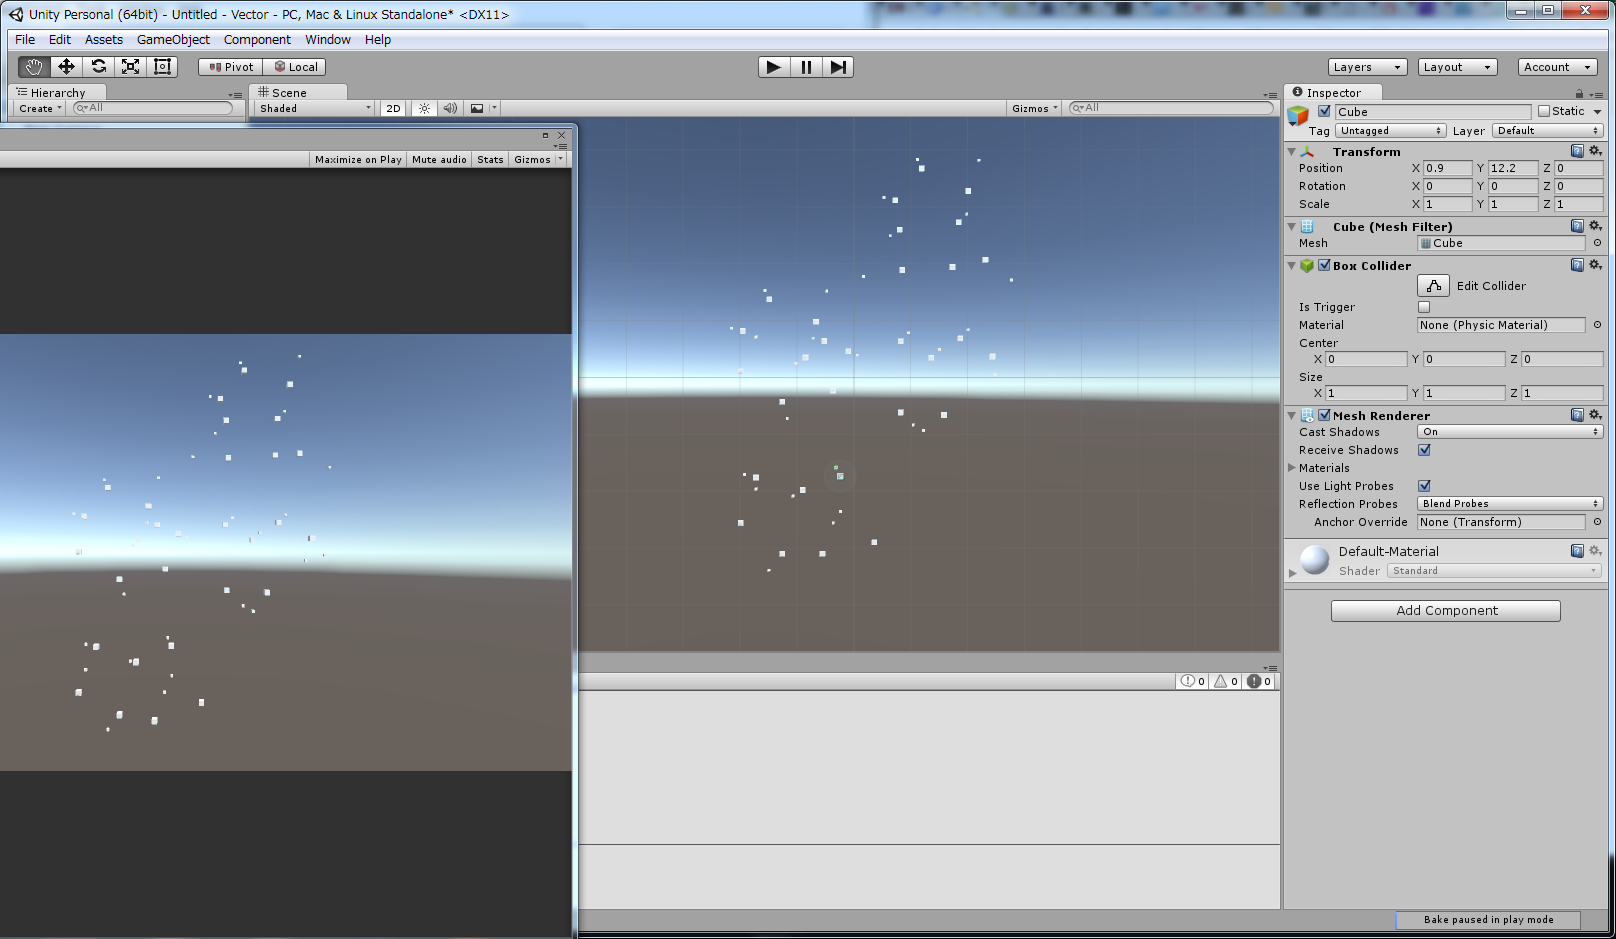 Unity Personal (64bit) - Untitled - Vector - PC, Mac & Linux Standalone* <DX11>
File Edit Assets GameObject Component Window Help
Pivot Local Layers Layout Account
Hierarchy Scene Inspector
Create All Shaded 2D Gizmos All
Cube Static
Tag Untagged Layer Default
Maximize on Play Mute audio Stats Gizmos
Transform
Position X 0.9 Y 12.2 Z 0
Rotation X 0 Y 0 Z 0
Scale X 1 Y 1 Z 1
Cube (Mesh Filter)
Mesh Cube
Box Collider
Edit Collider
Is Trigger
Material None (Physic Material)
Center
X 0 Y 0 Z 0
Size
X 1 Y 1 Z 1
Mesh Renderer
Cast Shadows On
Receive Shadows
Materials
Use Light Probes
Reflection Probes Blend Probes
Anchor Override None (Transform)
Default-Material
Shader Standard
Add Component
0 0 0
Bake paused in play mode